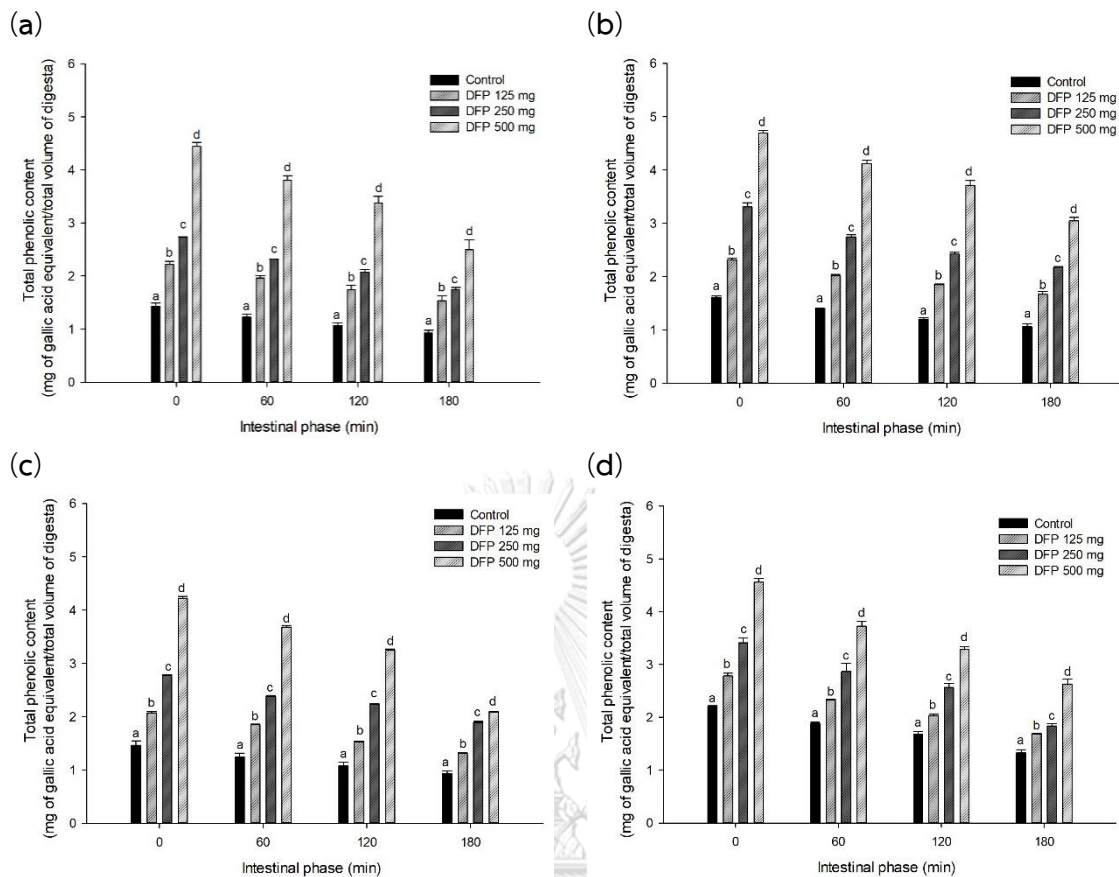 (a)
Total phenolic content
(mg of gallic acid equivalent/total volume of digesta)
6
5
4
3
2
1
0
Control
DFP 125 mg
DFP 250 mg
DFP 500 mg
a
b
c
d
a
b
c
d
a
b
c
d
a
b
c
d
0
60
120
180
Intestinal phase (min)
(b)
Total phenolic content
(mg of gallic acid equivalent/total volume of digesta)
6
5
4
3
2
1
0
Control
DFP 125 mg
DFP 250 mg
DFP 500 mg
a
b
c
d
a
b
c
d
a
b
c
d
a
b
c
d
0
60
120
180
Intestinal phase (min)
(c)
Total phenolic content
(mg of gallic acid equivalent/total volume of digesta)
6
5
4
3
2
1
0
Control
DFP 125 mg
DFP 250 mg
DFP 500 mg
a
b
c
d
a
b
c
d
a
b
c
d
a
b
c
d
0
60
120
180
Intestinal phase (min)
(d)
Total phenolic content
(mg of gallic acid equivalent/total volume of digesta)
6
5
4
3
2
1
0
Control
DFP 125 mg
DFP 250 mg
DFP 500 mg
a
b
c
d
a
b
c
d
a
b
c
d
a
b
c
d
0
60
120
180
Intestinal phase (min)